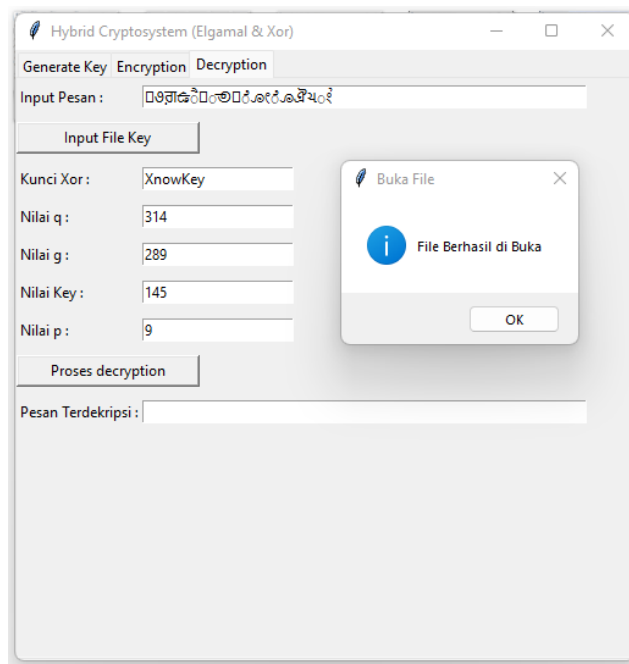 Hybrid Cryptosystem (Elgamal & Xor)
Generate Key Encryption Decryption
Input Pesan :
Input File Key
Kunci Xor : XnowKey
Nilai q : 314
Nilai g : 289
Nilai Key : 145
Nilai p : 9
Proses decryption
Pesan Terdekripsi :
Buka File
File Berhasil di Buka
OK